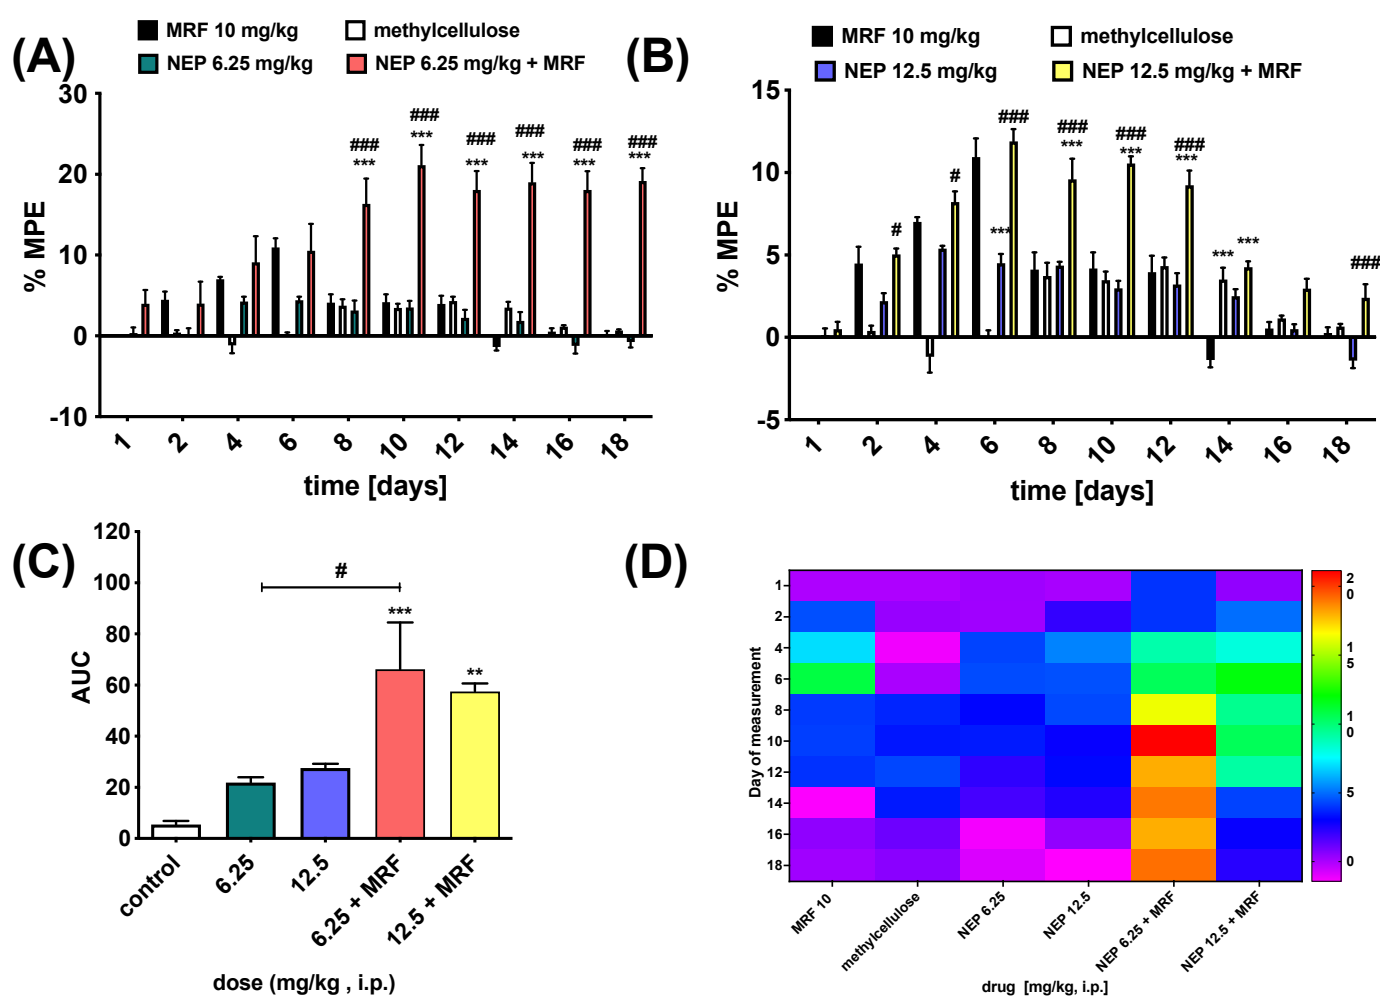 (A)
MRF 10 mg/kg
methylcellulose
NEP 6.25 mg/kg
NEP 6.25 mg/kg + MRF
% MPE
30
20
10
0
-10
###
***
###
***
###
***
###
***
###
***
###
***
1
2
4
6
8
10
12
14
16
18
time [days]
(B)
MRF 10 mg/kg
methylcellulose
NEP 12.5 mg/kg
NEP 12.5 mg/kg + MRF
% MPE
15
10
5
0
-5
#
#
***
###
###
***
###
***
###
***
***
***
###
1
2
4
6
8
10
12
14
16
18
time [days]
(C)
AUC
120
100
80
60
40
20
0
#
***
**
control
6.25
12.5
6.25 + MRF
12.5 + MRF
dose (mg/kg , i.p.)
(D)
Day of measurement
1
2
4
6
8
10
12
14
16
18
2
0
1
5
1
0
5
0
MRF 10
methylcellulose
NEP 6.25
NEP 12.5
NEP 6.25 + MRF
NEP 12.5 + MRF
drug [mg/kg, i.p.]